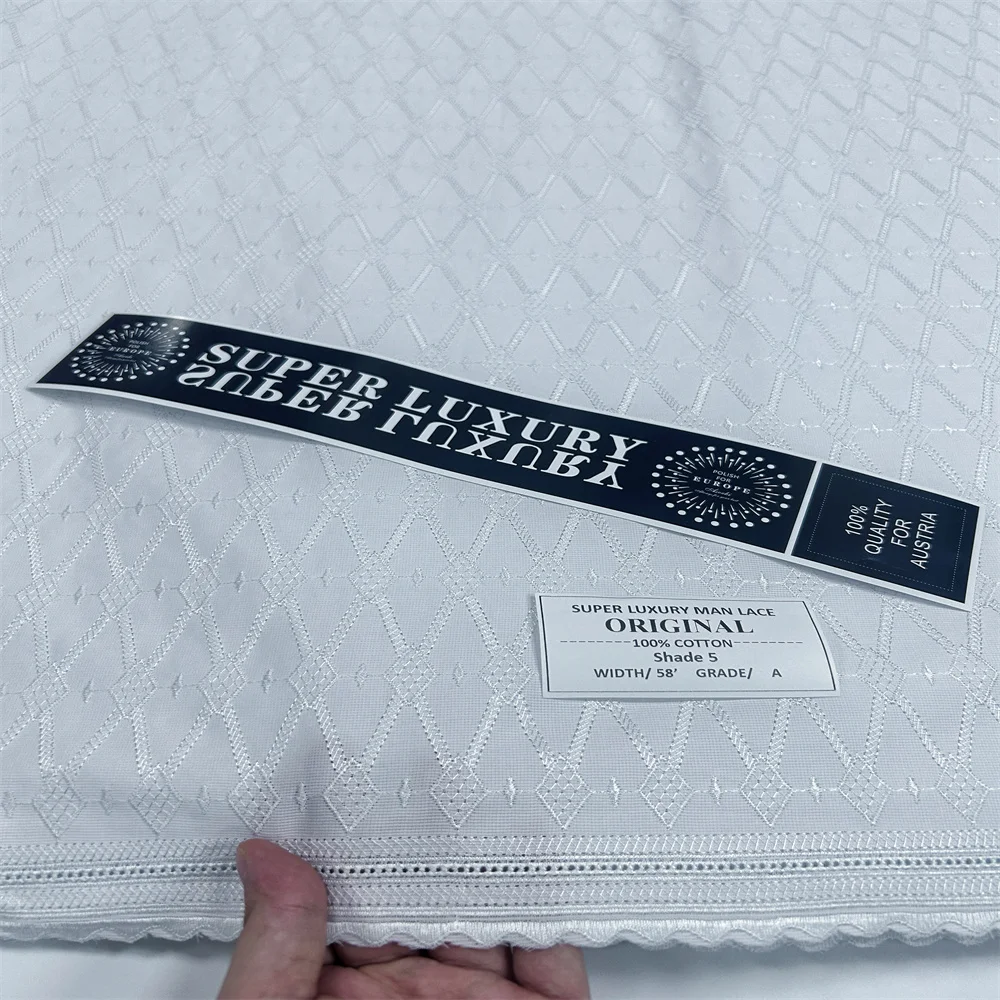 POLISH
FOR
EUROPE
SUPER LUXURY
SUPER LUXURY
POLISH
FOR
EUROPE
100%
QUALITY
FOR
AUSTRIA
SUPER LUXURY MAN LACE
ORIGINAL
100% COTTON
Shade 5
WIDTH/ 58' GRADE/ A